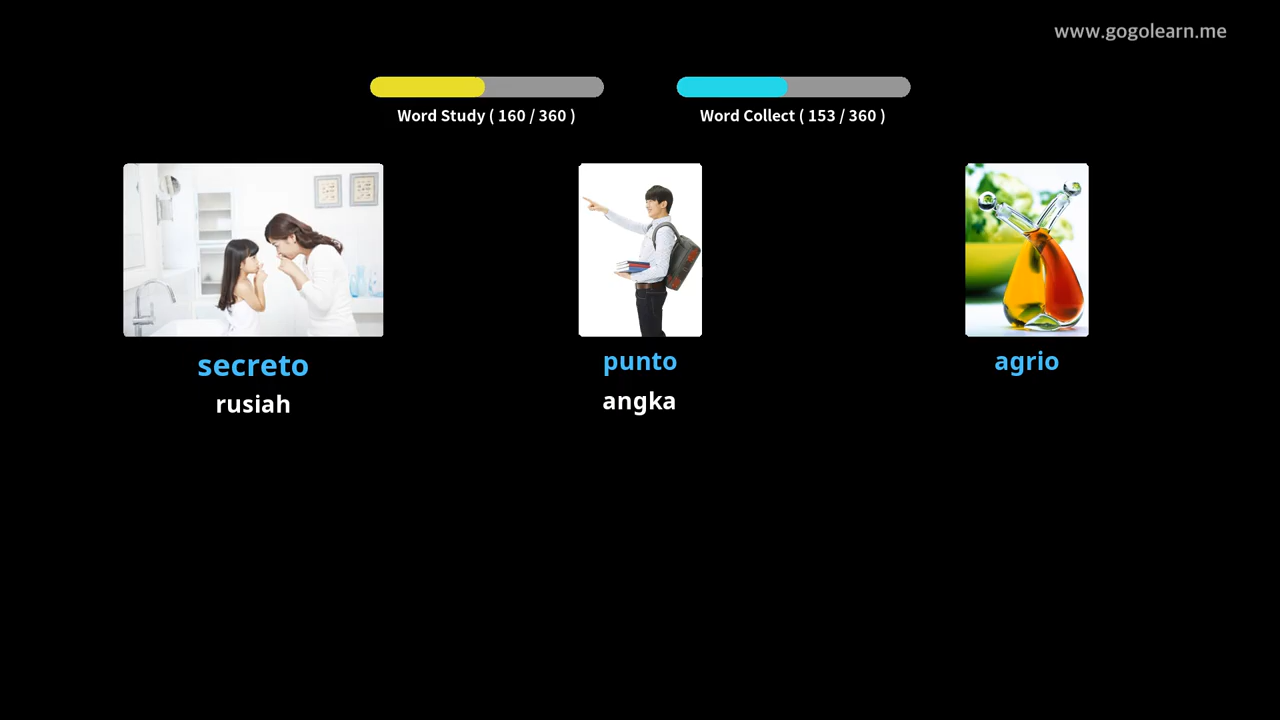 www.gogolearn.me
Word Study ( 160 / 360 )
Word Collect ( 153 / 360 )
secreto
rusiah
punto
angka
agrio